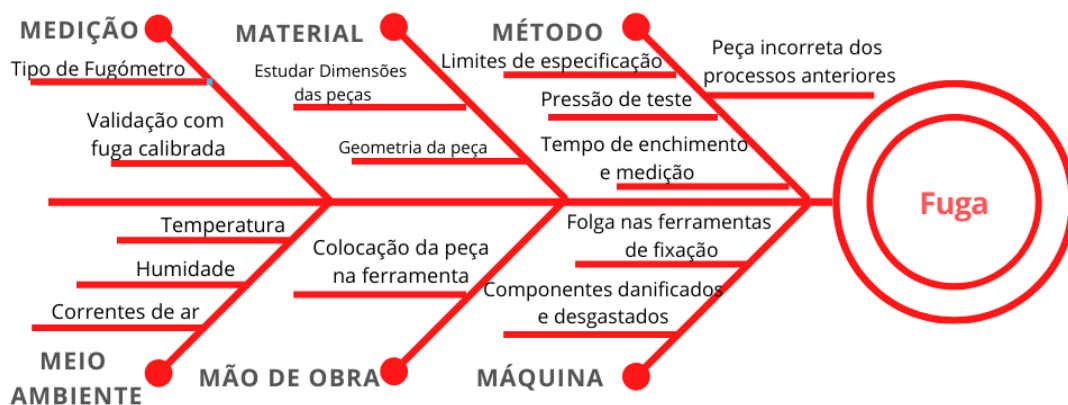 MEDIÇÃO
Tipo de Fugómetro
Validação com
fuga calibrada
MATERIAL
Estudar Dimensões
das peças
Geometria da peça
MÉTODO
Limites de especificação
Pressão de teste
Tempo de enchimento
e medição
Peça incorreta dos
processos anteriores
Fuga
Temperatura
Humidade
Correntes de ar
MEIO
AMBIENTE
Colocação da peça
na ferramenta
MÃO DE OBRA
Folga nas ferramentas
de fixação
Componentes danificados
e desgastados
MÁQUINA